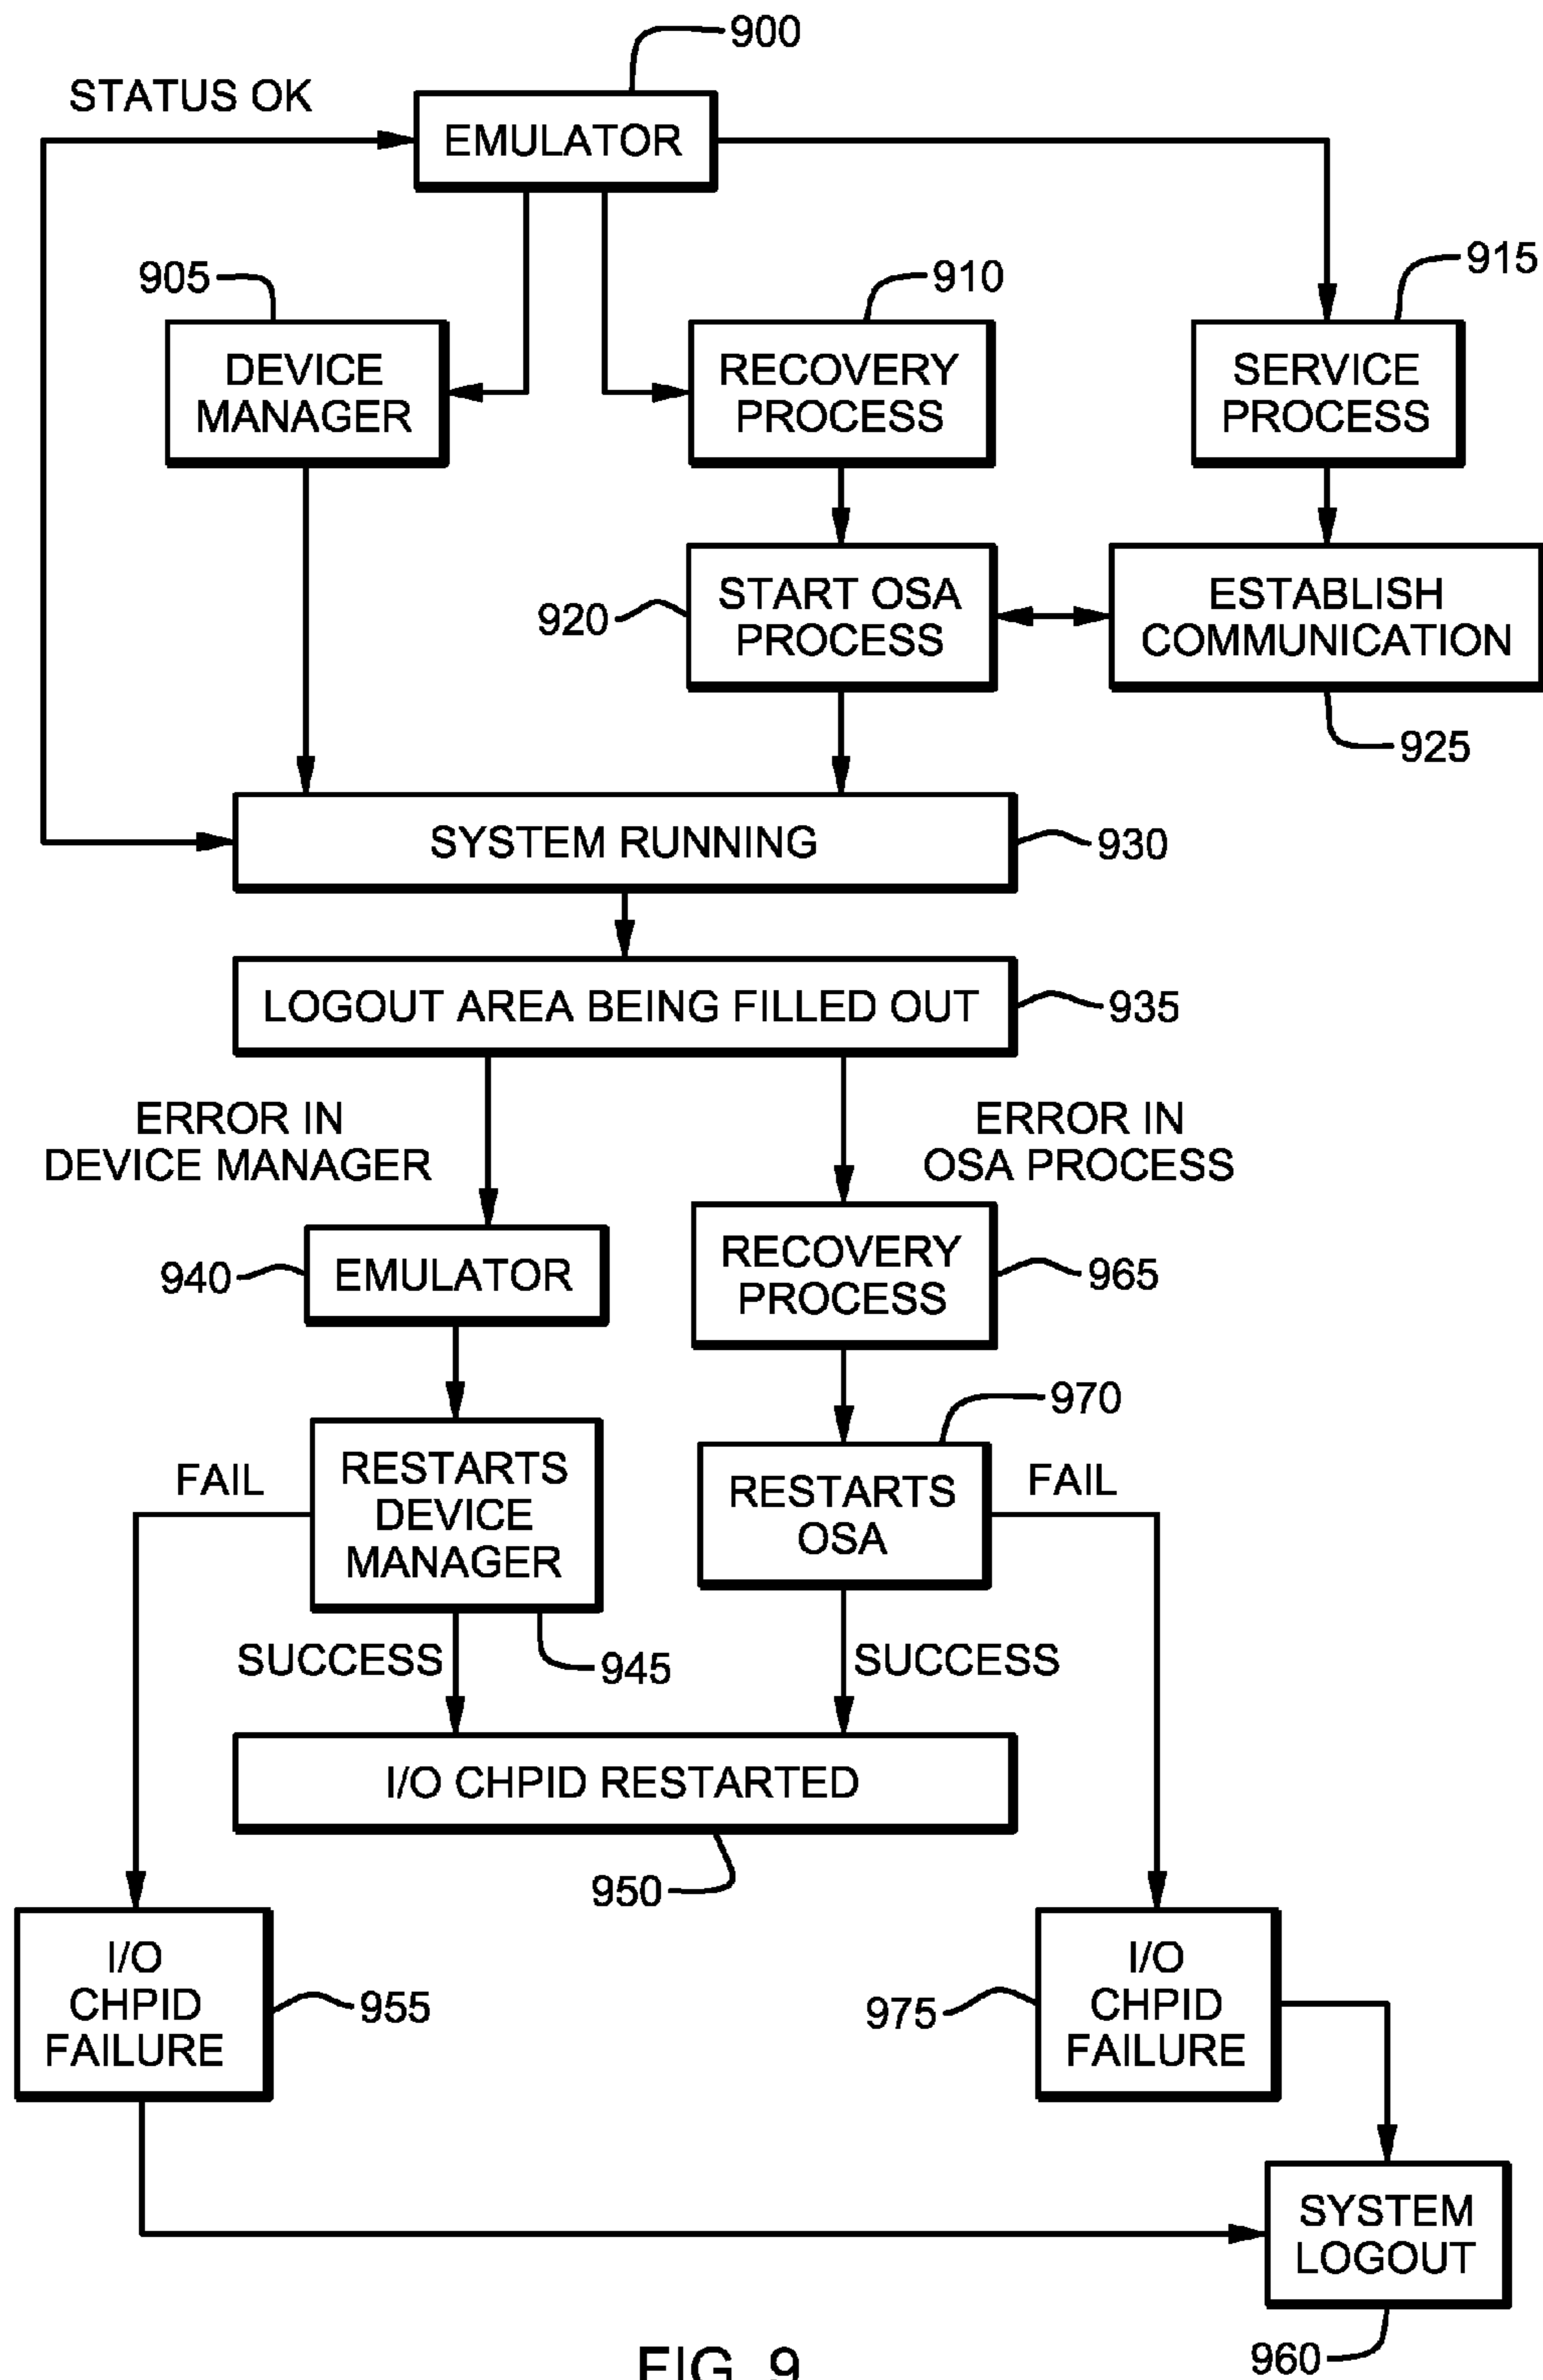 900
STATUS OK
EMULATOR
905
910
915
DEVICE
MANAGER
RECOVERY
PROCESS
SERVICE
PROCESS
920
START OSA
PROCESS
ESTABLISH
COMMUNICATION
925
SYSTEM RUNNING
930
LOGOUT AREA BEING FILLED OUT
935
ERROR IN
DEVICE MANAGER
ERROR IN
OSA PROCESS
940
EMULATOR
RECOVERY
PROCESS
965
970
FAIL
RESTARTS
DEVICE
MANAGER
RESTARTS
OSA
FAIL
SUCCESS
945
SUCCESS
I/O CHPID RESTARTED
950
I/O
CHPID
FAILURE
955
975
I/O
CHPID
FAILURE
SYSTEM
LOGOUT
960
FIG. 9